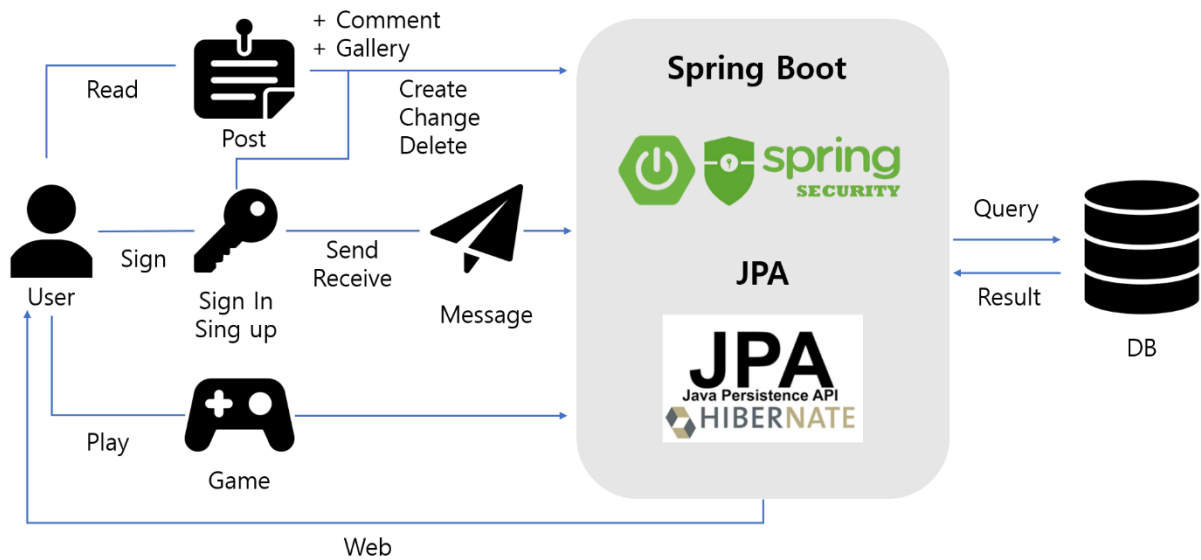 + Comment
+ Gallery
Read
Post
Create
Change
Delete
User
Sign
Sign In
Sing up
Send
Receive
Message
Play
Game
Web
Spring Boot
spring
SECURITY
JPA
JPA
Java Persistence API
HIBERNATE
Query
Result
DB